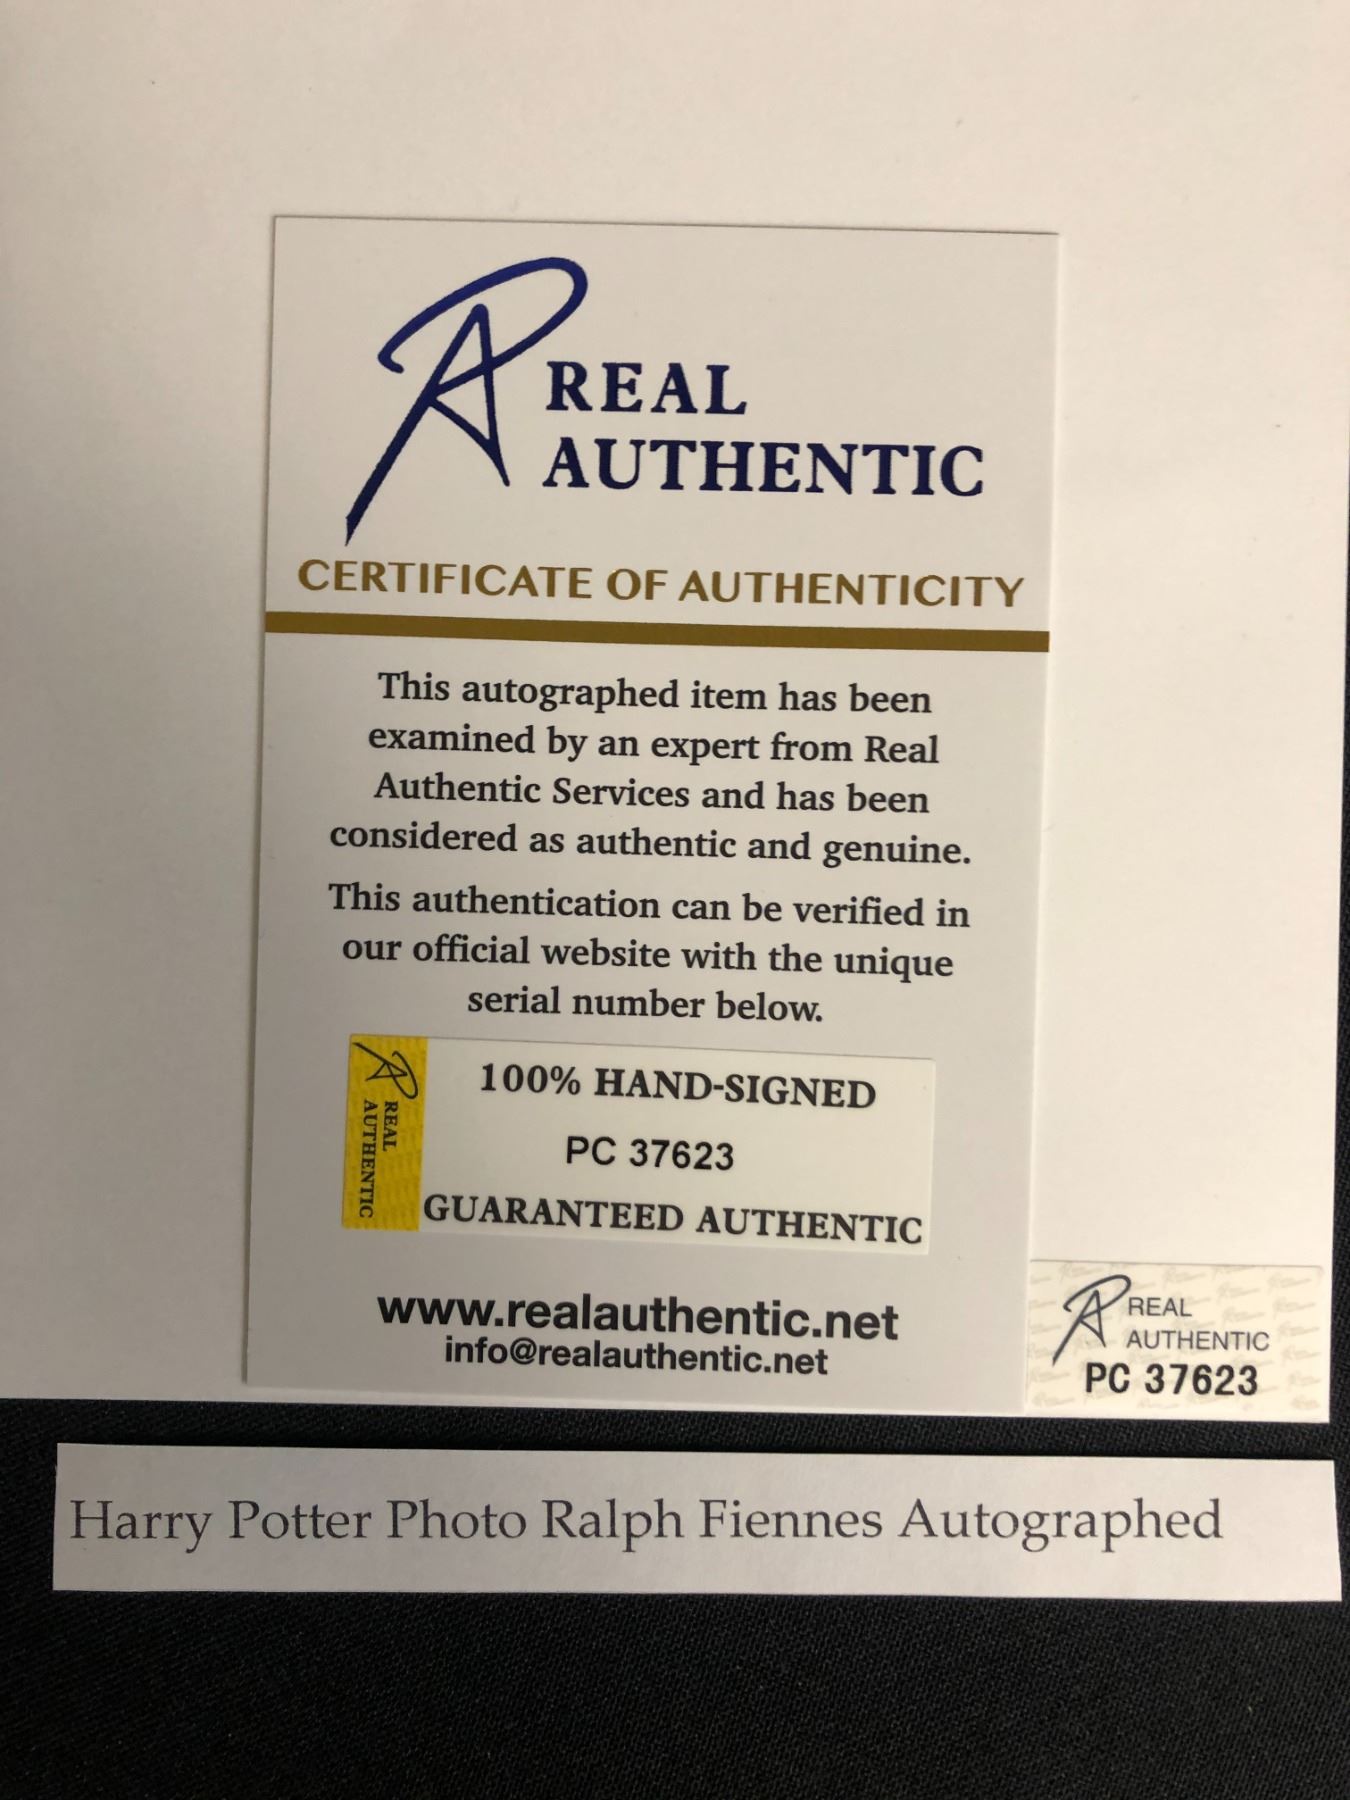 REAL
AUTHENTIC
CERTIFICATE OF AUTHENTICITY
This autographed item has been
examined by an expert from Real
Authentic Services and has been
considered as authentic and genuine.
This authentication can be verified in
our official website with the unique
serial number below.
REAL
AUTHENTIC
100% HAND-SIGNED
PC 37623
GUARANTEED AUTHENTIC
www.realauthentic.net
info@realauthentic.net
REAL
AUTHENTIC
PC 37623
Harry Potter Photo Ralph Fiennes Autographed